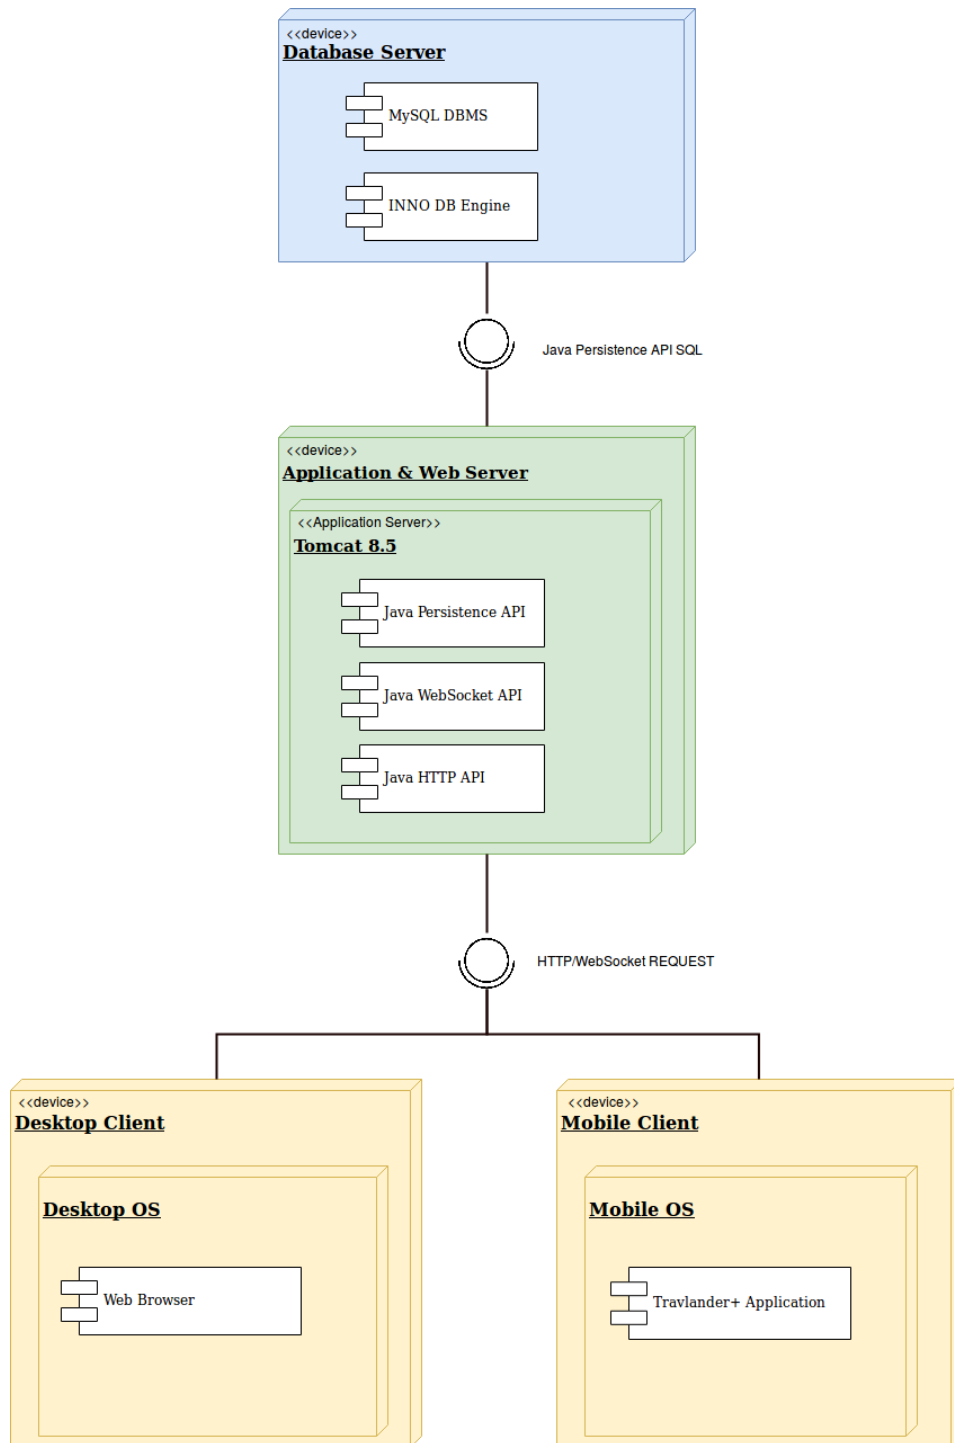 <<device>>
Database Server
MySQL DBMS
INNO DB Engine
Java Persistence API SQL
<<device>>
Application & Web Server
<<Application Server>>
Tomcat 8.5
Java Persistence API
Java WebSocket API
Java HTTP API
HTTP/WebSocket REQUEST
<<device>>
Desktop Client
Desktop OS
Web Browser
<<device>>
Mobile Client
Mobile OS
Travlander+ Application